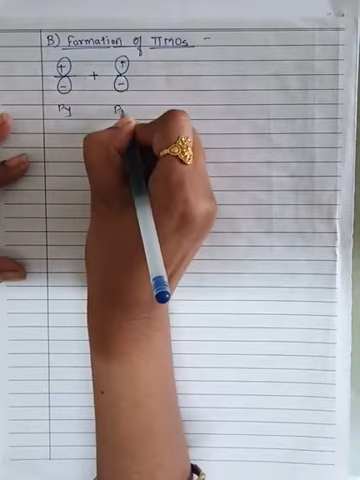 B) Formation of ΠMOs -
+ + +
- -
Py P